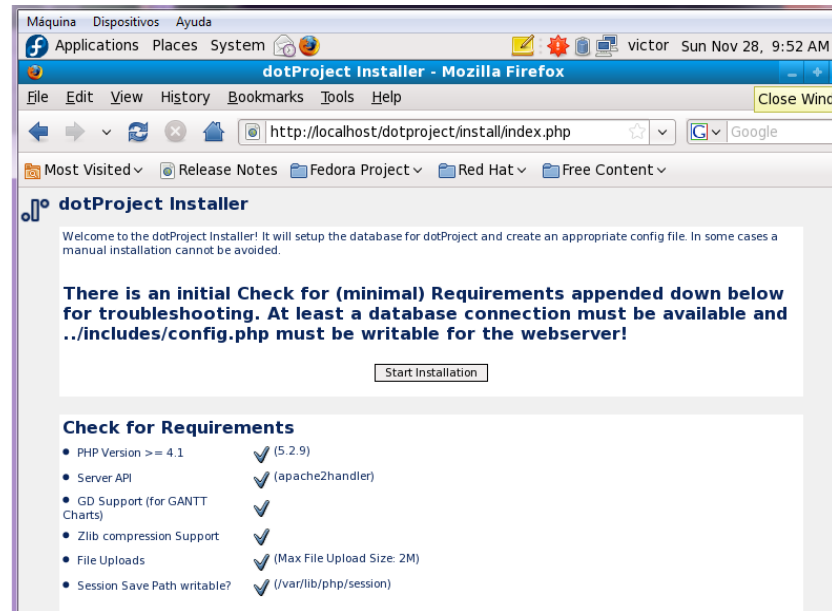 Máquina Dispositivos Ayuda
Applications Places System victor Sun Nov 28, 9:52 AM
dotProject Installer - Mozilla Firefox
File Edit View History Bookmarks Tools Help
Close Wind
http://localhost/dotproject/install/index.php G Google
Most Visited Release Notes Fedora Project Red Hat Free Content
dotProject Installer
Welcome to the dotProject Installer! It will setup the database for dotProject and create an appropriate config file. In some cases a
manual installation cannot be avoided.
There is an initial Check for (minimal) Requirements appended down below
for troubleshooting. At least a database connection must be available and
../includes/config.php must be writable for the webserver!
Start Installation
Check for Requirements
• PHP Version >= 4.1 (5.2.9)
• Server API (apache2handler)
• GD Support (for GANTT
Charts)
• Zlib compression Support
• File Uploads (Max File Upload Size: 2M)
• Session Save Path writable? (/var/lib/php/session)